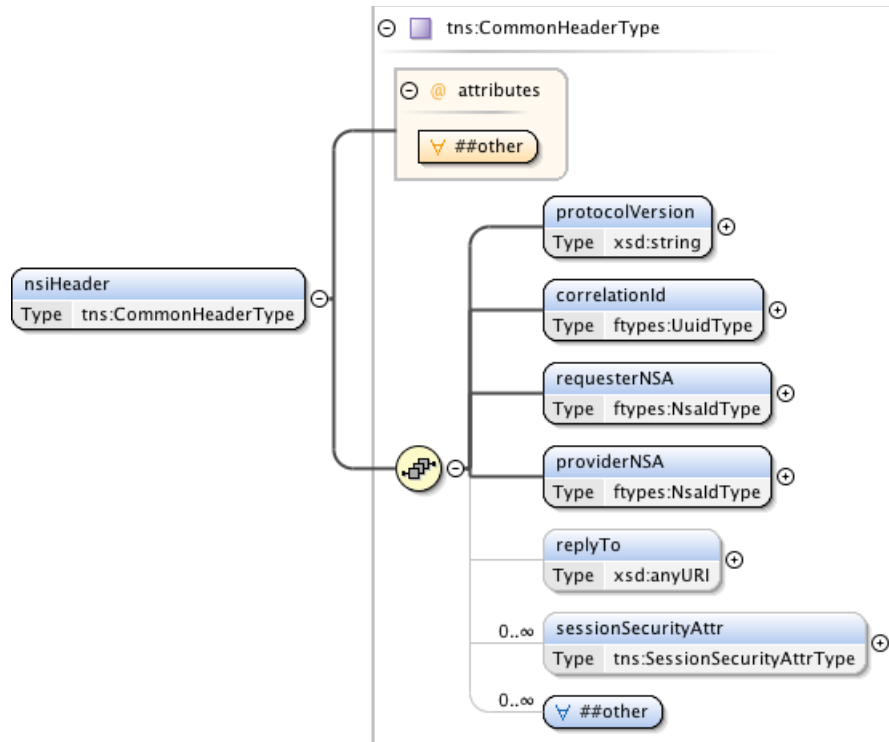 tns:CommonHeaderType
@ attributes
∀ ##other
protocolVersion
Type xsd:string
nsiHeader
Type tns:CommonHeaderType
correlationId
Type ftypes:UuidType
requesterNSA
Type ftypes:NsaIdType
providerNSA
Type ftypes:NsaIdType
replyTo
Type xsd:anyURI
0..∞
sessionSecurityAttr
Type tns:SessionSecurityAttrType
0..∞
∀ ##other